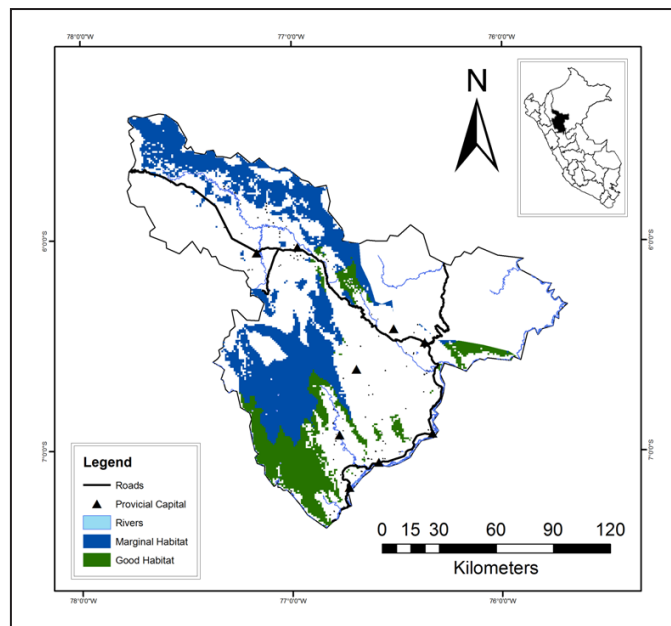 78°0'0"W
77°0'0"W
76°0'0"W
N
6°0'0"S
6°0'0"S
7°0'0"S
7°0'0"S
Legend
Roads
Provicial Capital
Rivers
Marginal Habitat
Good Habitat
0 15 30 60 90 120
Kilometers
78°0'0"W
77°0'0"W
76°0'0"W